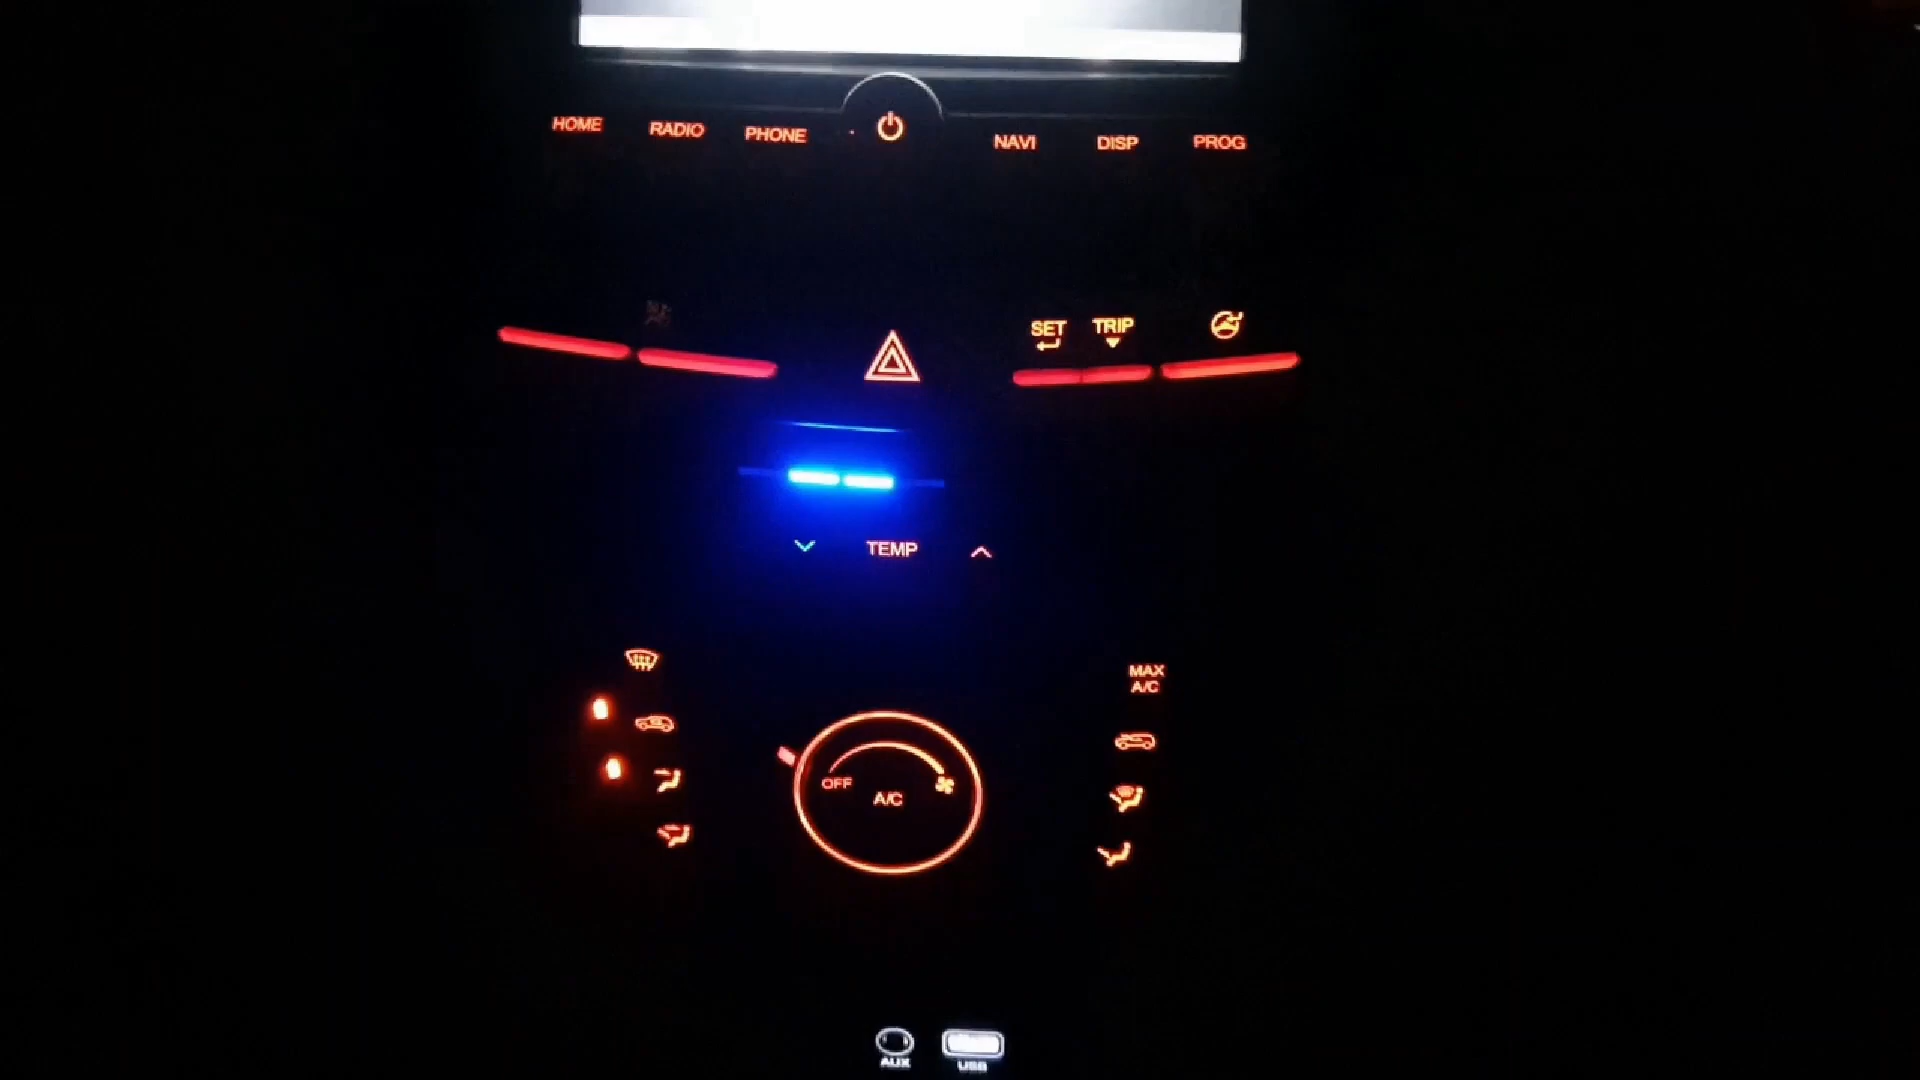 HOME RADIO PHONE NAVI DISP PROG
SET TRIP
TEMP
MAX
A/C
OFF
A/C
AUX USB